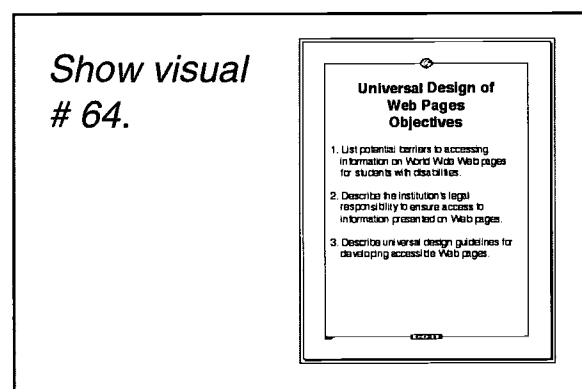 Show visual
# 64.
Universal Design of
Web Pages
Objectives
1. List potential barriers to accessing
information on World Wide Web pages
for students with disabilities.
2. Describe the institution's legal
responsibility to ensure access to
information presented on Web pages.
3. Describe universal design guidelines for
developing accessible Web pages.